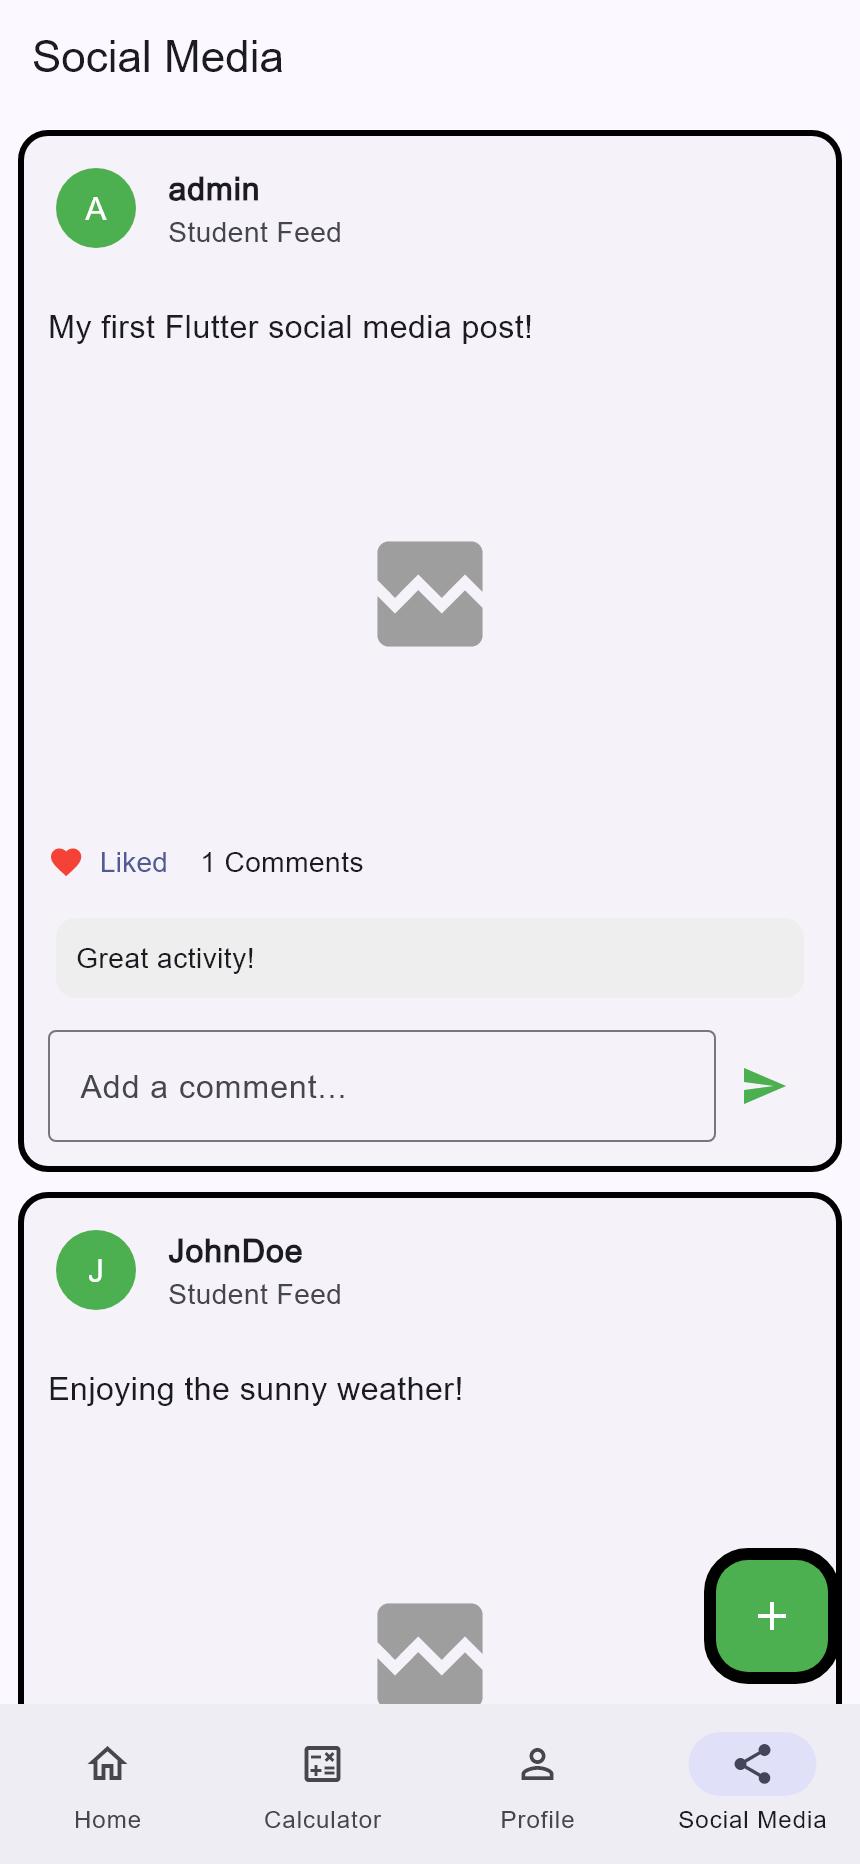 Social Media
A
admin
Student Feed
My first Flutter social media post!
Liked
1 Comments
Great activity!
Add a comment...
J
JohnDoe
Student Feed
Enjoying the sunny weather!
Home
Calculator
Profile
Social Media